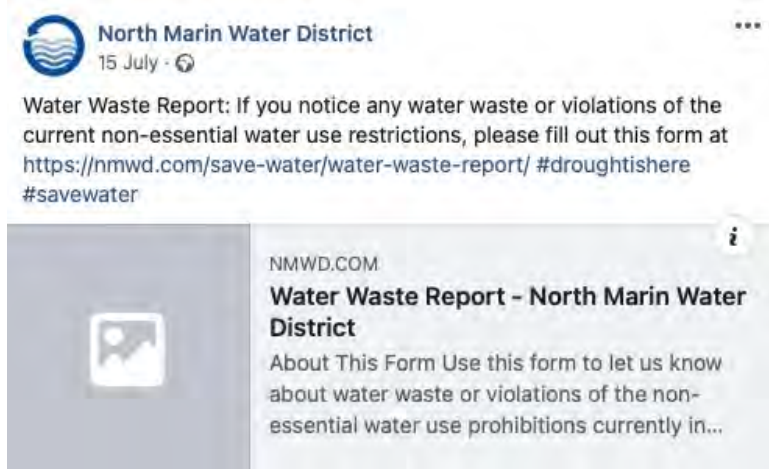 North Marin Water District
15 July ·
Water Waste Report: If you notice any water waste or violations of the
current non-essential water use restrictions, please fill out this form at
https://nmwd.com/save-water/water-waste-report/ #droughtishere
#savewater
i
NMWD.COM
Water Waste Report - North Marin Water
District
About This Form Use this form to let us know
about water waste or violations of the non-
essential water use prohibitions currently in...